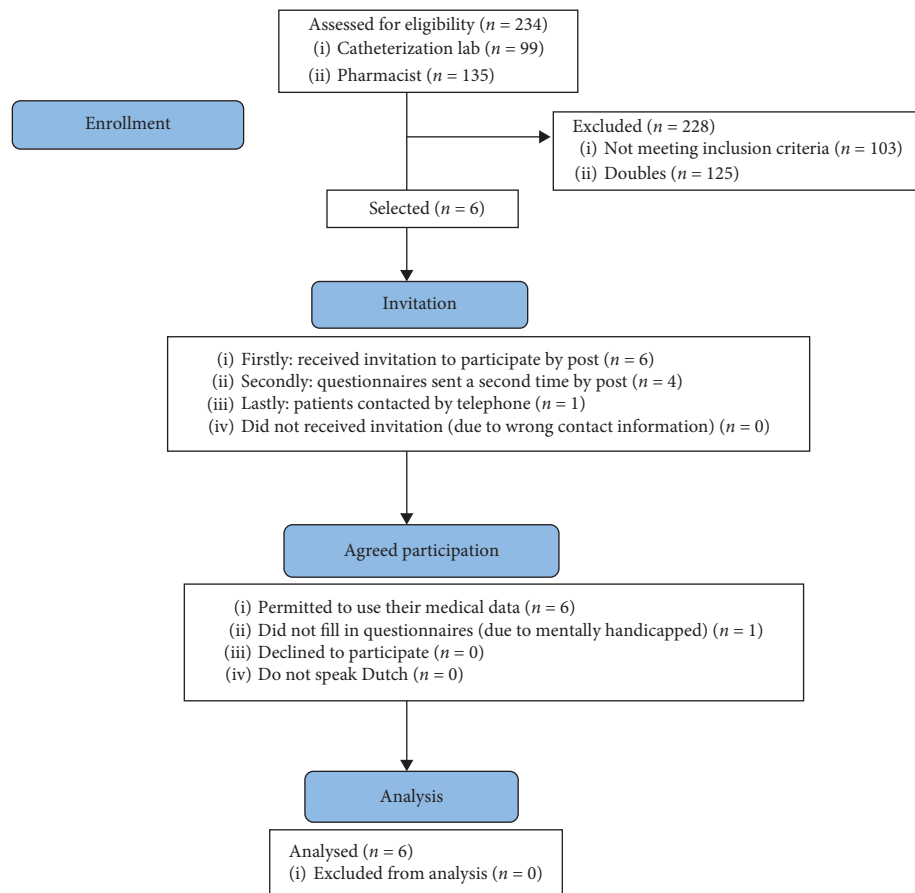 Assessed for eligibility (n = 234)
(i) Catheterization lab (n = 99)
(ii) Pharmacist (n = 135)
Enrollment
Excluded (n = 228)
(i) Not meeting inclusion criteria (n = 103)
(ii) Doubles (n = 125)
Selected (n = 6)
Invitation
(i) Firstly: received invitation to participate by post (n = 6)
(ii) Secondly: questionnaires sent a second time by post (n = 4)
(iii) Lastly: patients contacted by telephone (n = 1)
(iv) Did not received invitation (due to wrong contact information) (n = 0)
Agreed participation
(i) Permitted to use their medical data (n = 6)
(ii) Did not fill in questionnaires (due to mentally handicapped) (n = 1)
(iii) Declined to participate (n = 0)
(iv) Do not speak Dutch (n = 0)
Analysis
Analysed (n = 6)
(i) Excluded from analysis (n = 0)